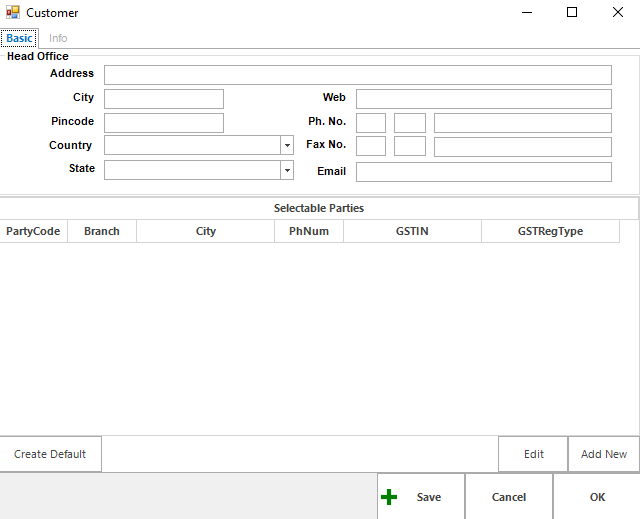 Customer
Basic Info
Head Office
Address
City Web
Pincode Ph. No.
Country Fax No.
State Email
Selectable Parties
PartyCode Branch City PhNum GSTIN GSTRegType
Create Default Edit Add New
Save Cancel OK